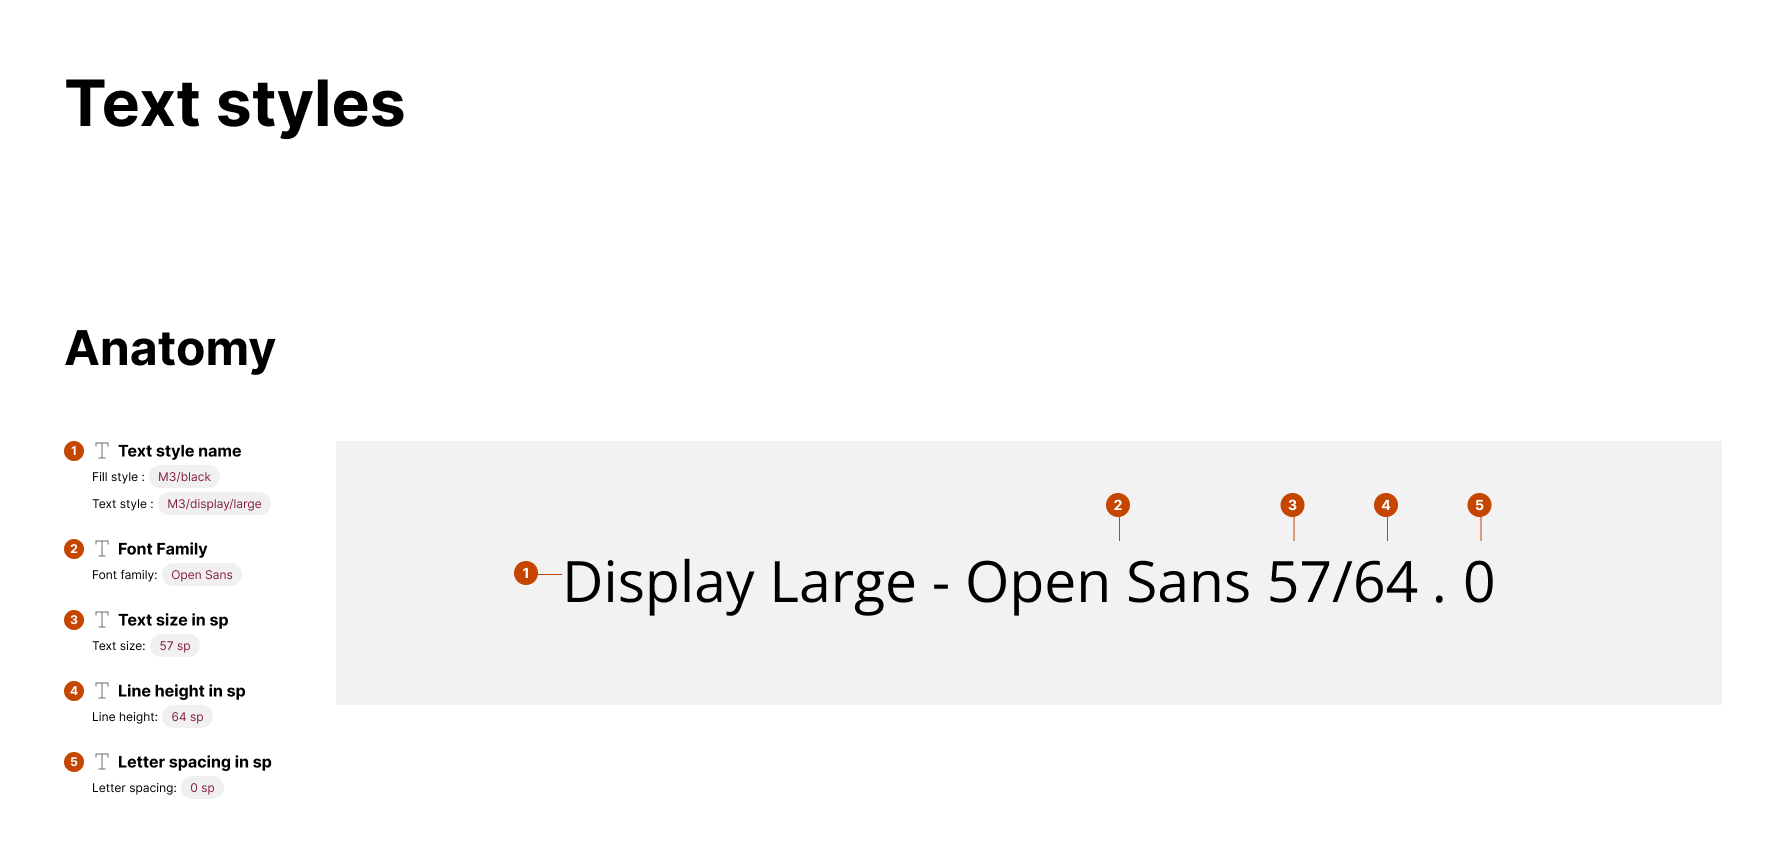 Text styles
Anatomy
1 Text style name
Fill style : M3/black
Text style : M3/display/large
2 Font Family
Font family: Open Sans
3 Text size in sp
Text size: 57 sp
4 Line height in sp
Line height: 64 sp
5 Letter spacing in sp
Letter spacing: 0 sp
2 3 4 5
1 Display Large - Open Sans 57/64 . 0